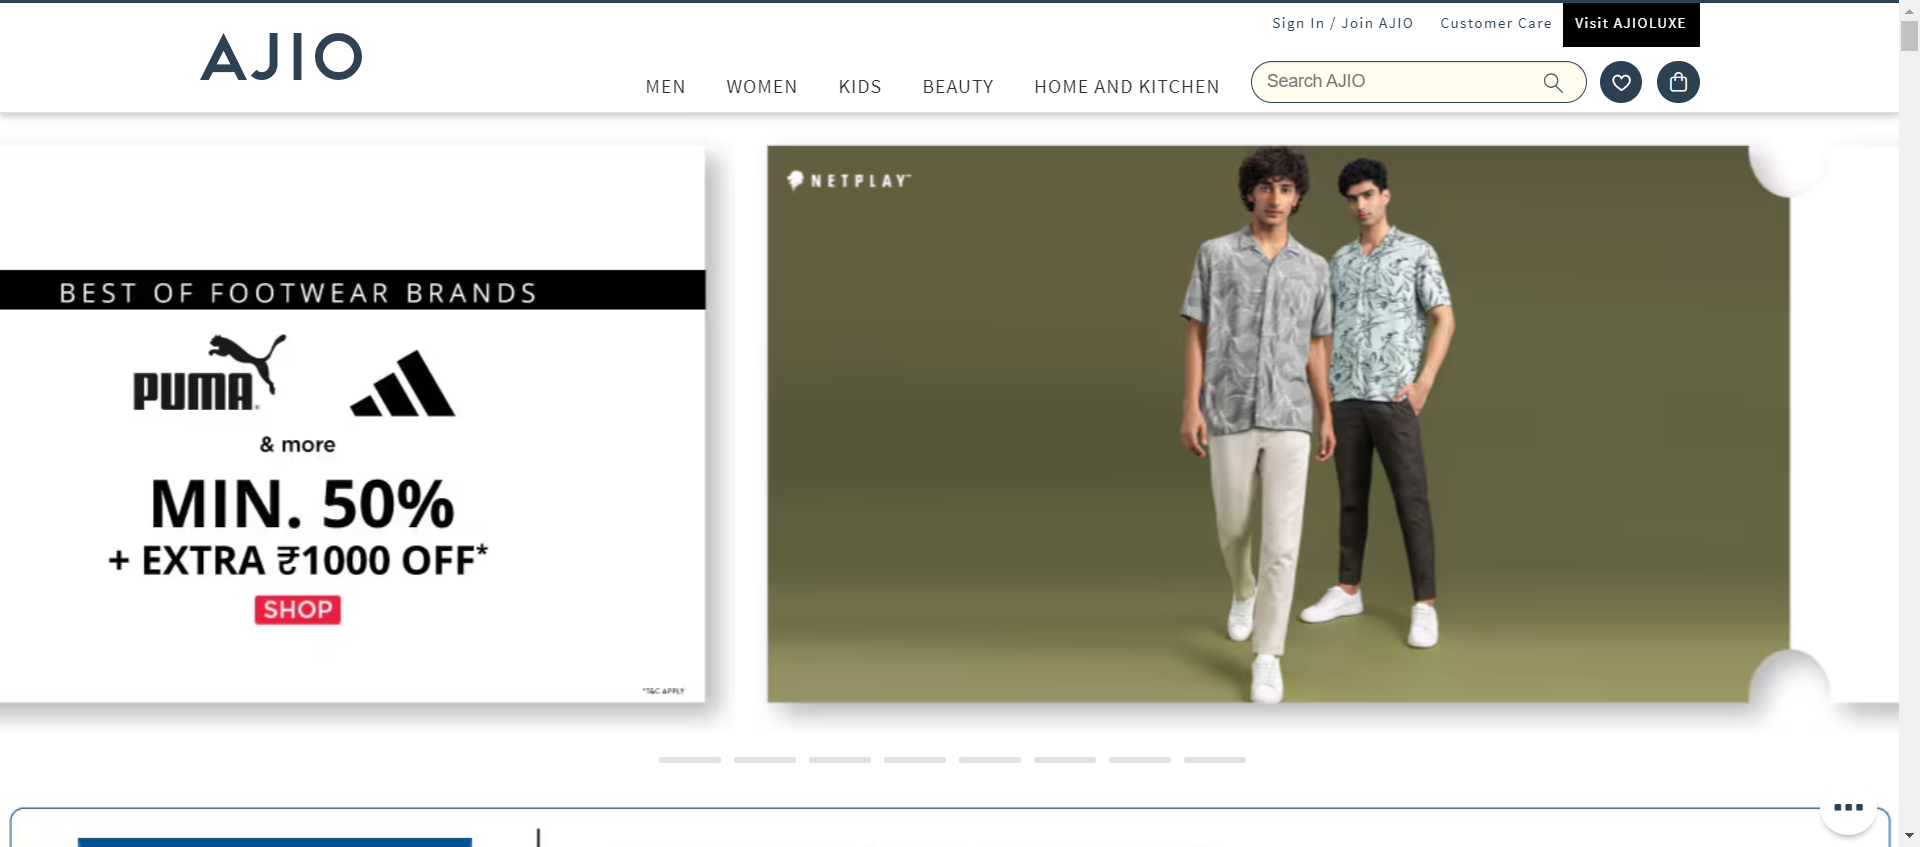 Sign In / Join AJIO
Customer Care
Visit AJIOLUXE
AJIO
MEN
WOMEN
KIDS
BEAUTY
HOME AND KITCHEN
Search AJIO
BEST OF FOOTWEAR BRANDS
PUMA
& more
MIN. 50%
+ EXTRA ₹1000 OFF*
SHOP
*T&C APPLY
NETPLAY™